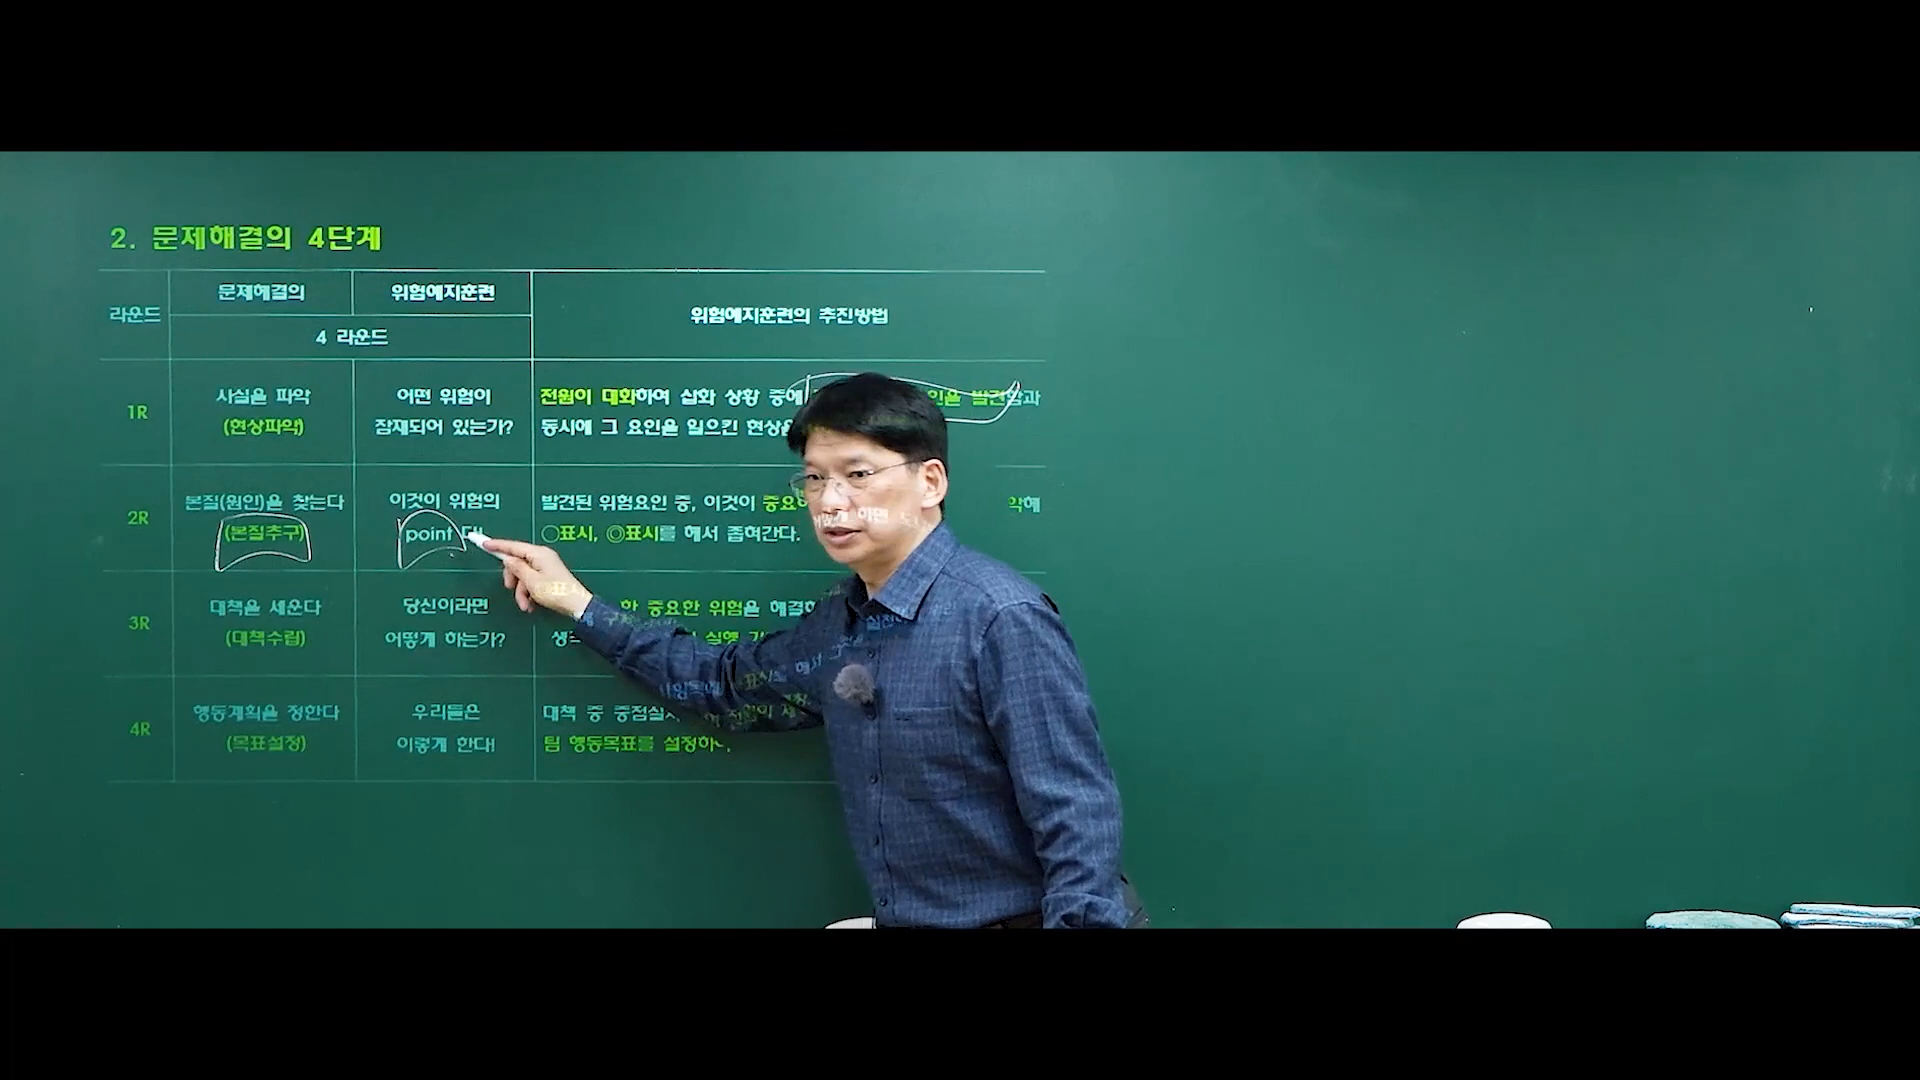 2. 문제해결의 4단계
라운드
문제해결의
위험예지훈련
4 라운드
위험예지훈련의 추진방법
1R
사실을 파악
(현상파악)
어떤 위험이
잠재되어 있는가?
전원이 대화하여 삽화 상황 중에
인을 발견함과
동시에 그 요인을 일으킨 현상을
2R
본질(원인)을 찾는다
(본질추구)
이것이 위험의
point
발견된 위험요인 중, 이것이
○표시, ◎표시를 해서 좁혀간다.
3R
대책을 세운다
(대책수립)
당신이라면
어떻게 하는가?
한 중요한 위험을
실행
4R
행동계획을 정한다
(목표설정)
우리들은
이렇게 한다!
대책 중
팀 행동목표를